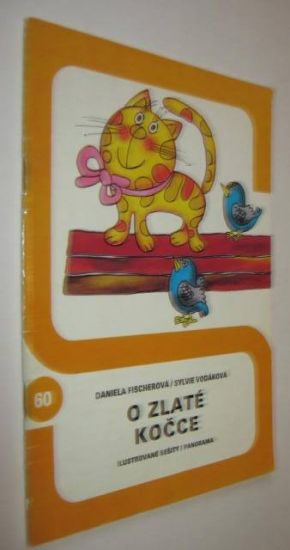 DANIELA FISCHEROVÁ / SYLVIE VODÁKOVÁ
60
O ZLATÉ
KOČCE
ILUSTROVANÉ SEŠITY / PANORAMA